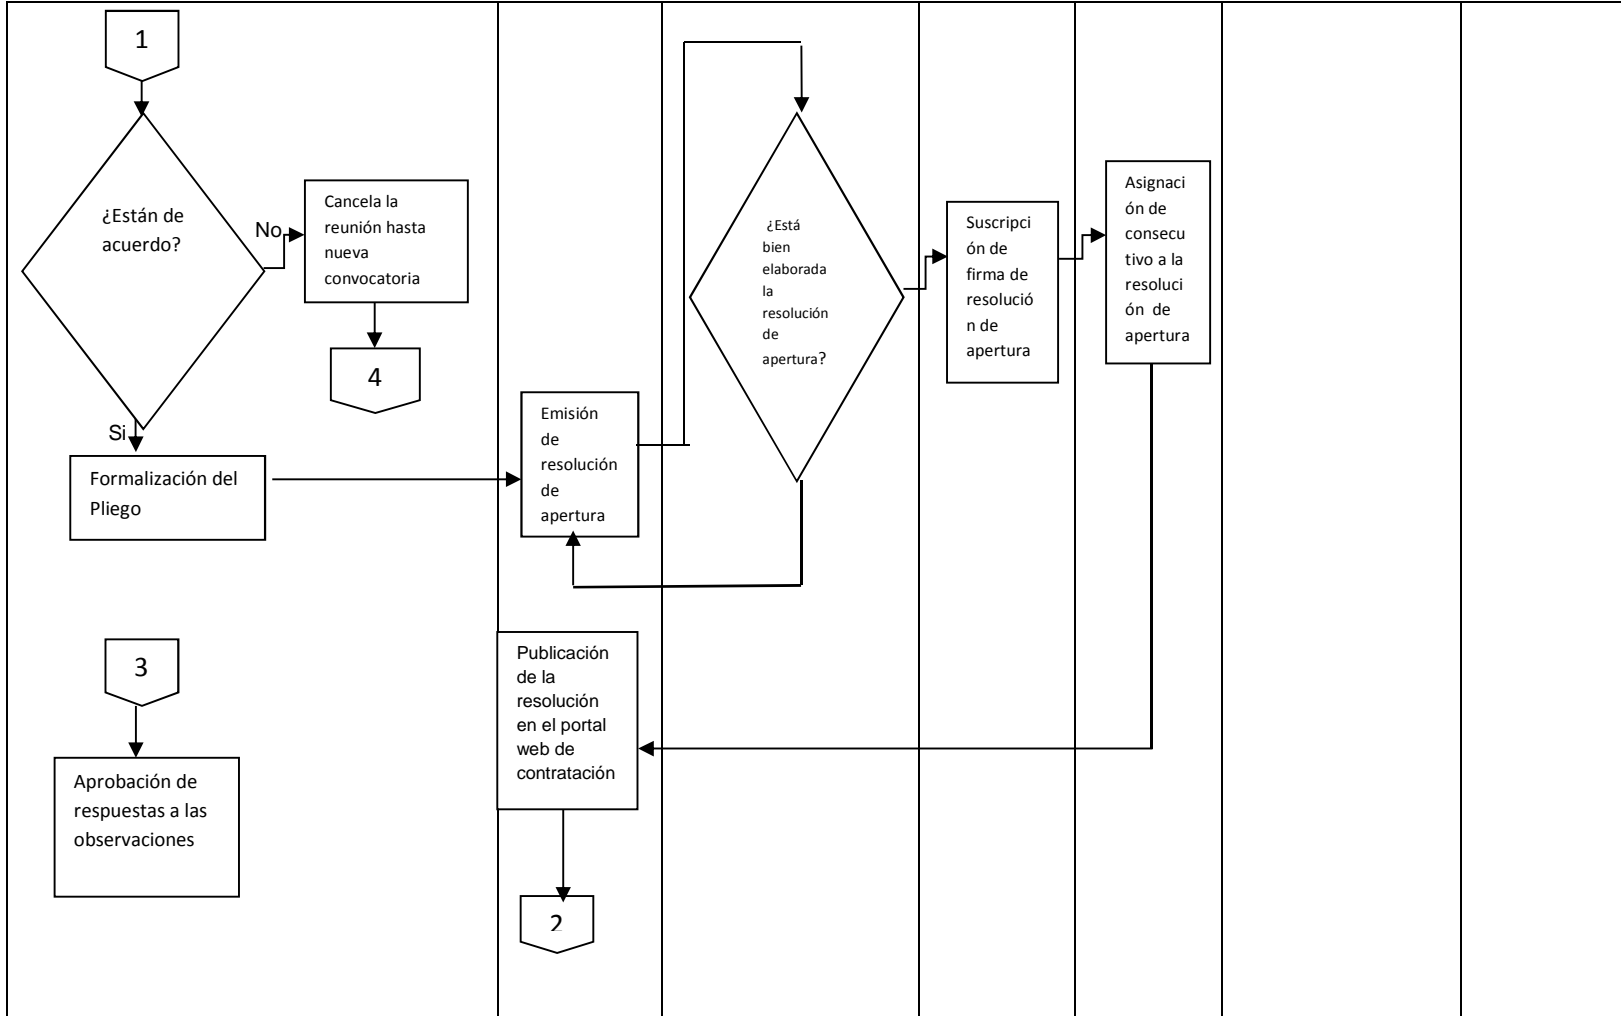 1
¿Están de
acuerdo?
No
Cancela la
reunión hasta
nueva
convocatoria
4
Si
Formalización del
Pliego
Emisión
de
resolución
de
apertura
¿Está
bien
elaborada
la
resolución
de
apertura?
Suscripci
ón de
firma de
resolució
n de
apertura
Asignaci
ón de
consecu
tivo a la
resoluci
ón de
apertura
Publicación
de la
resolución
en el portal
web de
contratación
2
3
Aprobación de
respuestas a las
observaciones